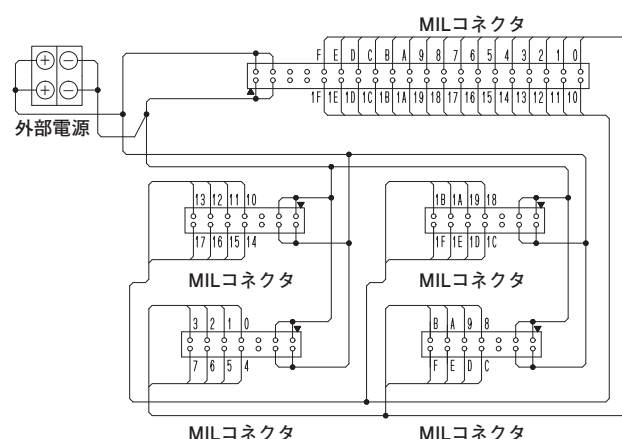 MILコネクタ
F E D C B A 9 8 7 6 5 4 3 2 1 0
1F 1E 1D 1C 1B 1A 19 18 17 16 15 14 13 12 11 10
外部電源
13 12 11 10
17 16 15 14
MILコネクタ
1B 1A 19 18
1F 1E 1D 1C
MILコネクタ
3 2 1 0
7 6 5 4
MILコネクタ
B A 9 8
F E D C
MILコネクタ